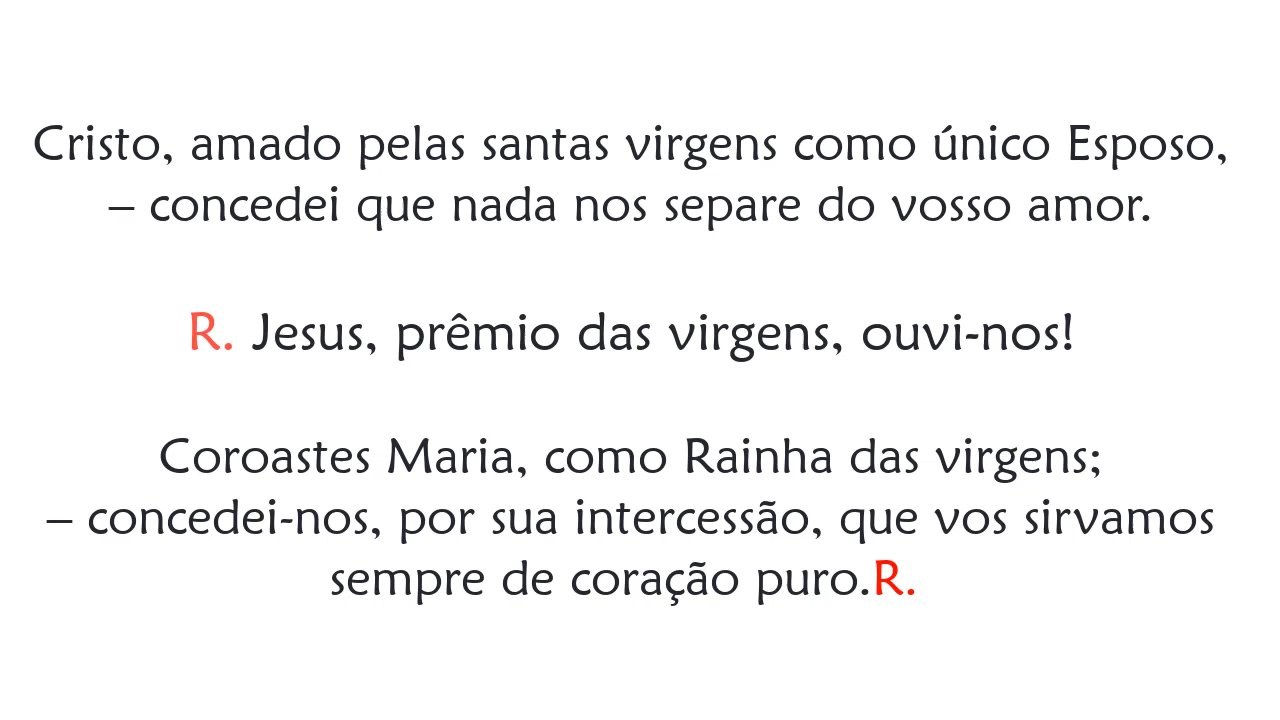 Cristo, amado pelas santas virgens como único Esposo,
– concedei que nada nos separe do vosso amor.
R. Jesus, prêmio das virgens, ouvi-nos!
Coroastes Maria, como Rainha das virgens;
– concedei-nos, por sua intercessão, que vos sirvamos
sempre de coração puro.R.